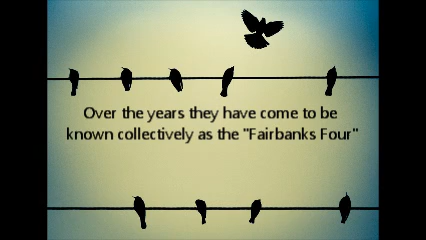 Over the years they have come to be
known collectively as the "Fairbanks Four"